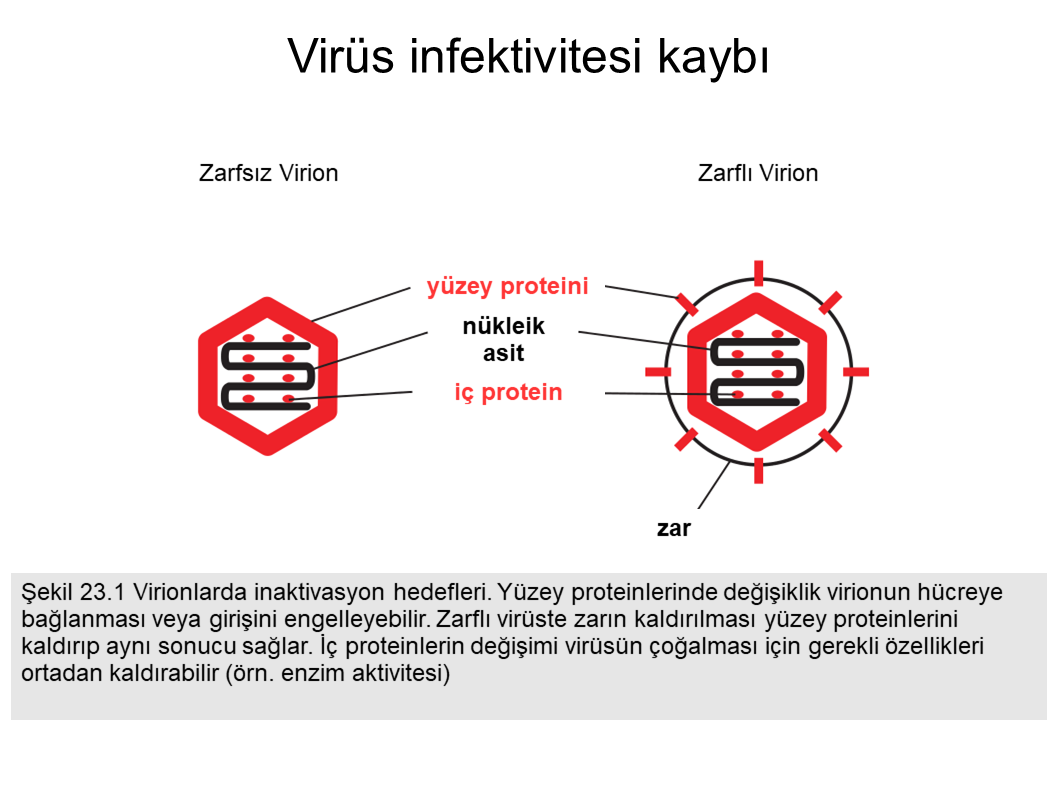 Virüs infektivitesi kaybı
Zarfsız Virion
Zarflı Virion
yüzey proteini
nükleik
asit
iç protein
zar
Şekil 23.1 Virionlarda inaktivasyon hedefleri. Yüzey proteinlerinde değişiklik virionun hücreye
bağlanması veya girişini engelleyebilir. Zarflı virüste zarın kaldırılması yüzey proteinlerini
kaldırıp aynı sonucu sağlar. İç proteinlerin değişimi virüsün çoğalması için gerekli özellikleri
ortadan kaldırabilir (örn. enzim aktivitesi)